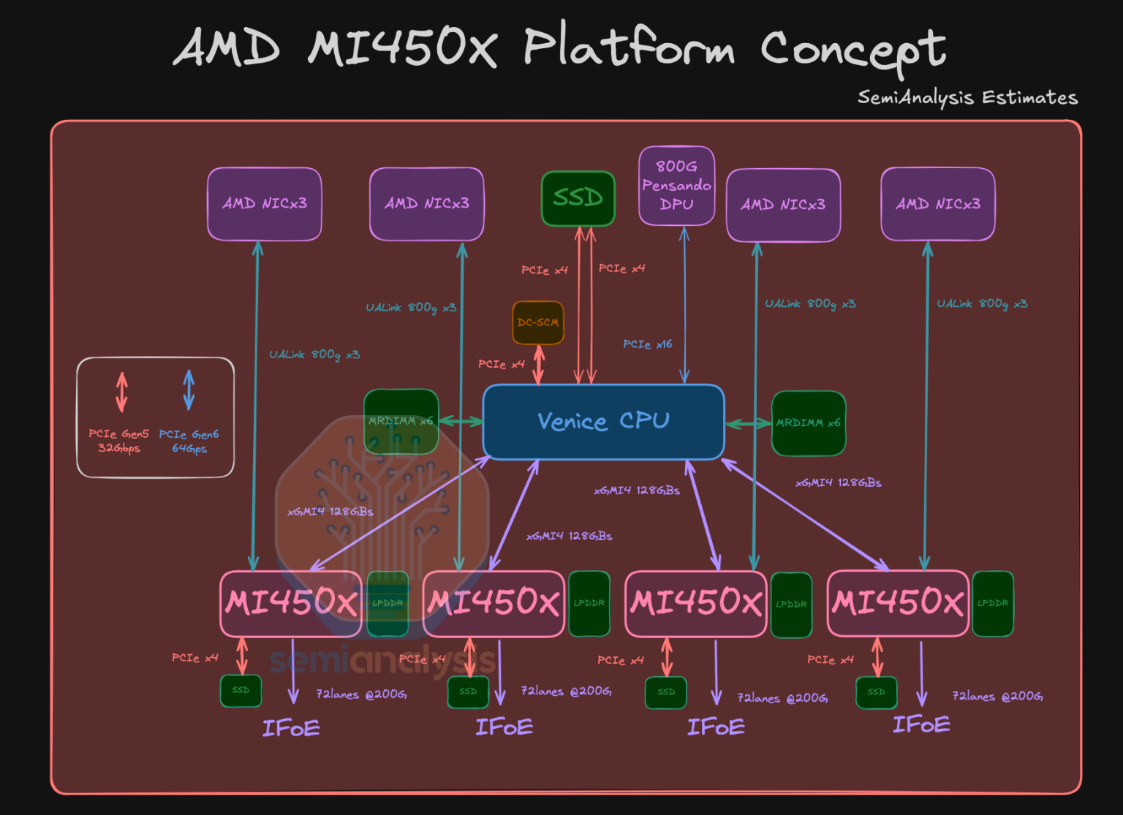 AMD MI450X Platform Concept
SemiAnalysis Estimates
AMD NICx3
AMD NICx3
SSD
800G
Pensando
DPU
AMD NICx3
AMD NICx3
PCIe x4
PCIe x4
UALink 800g x3
UALink 800g x3
UALink 800g x3
DC-SCM
PCIe x16
UALink 800g x3
PCIe x4
PCIe Gen5
32Gbps
PCIe Gen6
64Gps
MRDIMM x6
Venice CPU
MRDIMM x6
xGMI4 128GBs
xGMI4 128GBs
xGMI4 128GBs
xGMI4 128GBs
MI450X
LPDDR
MI450X
LPDDR
MI450X
LPDDR
MI450X
LPDDR
semianalysis
PCIe x4
PCIe x4
PCIe x4
PCIe x4
SSD
72lanes @200G
SSD
72lanes @200G
SSD
72lanes @200G
SSD
72lanes @200G
IFoE
IFoE
IFoE
IFoE